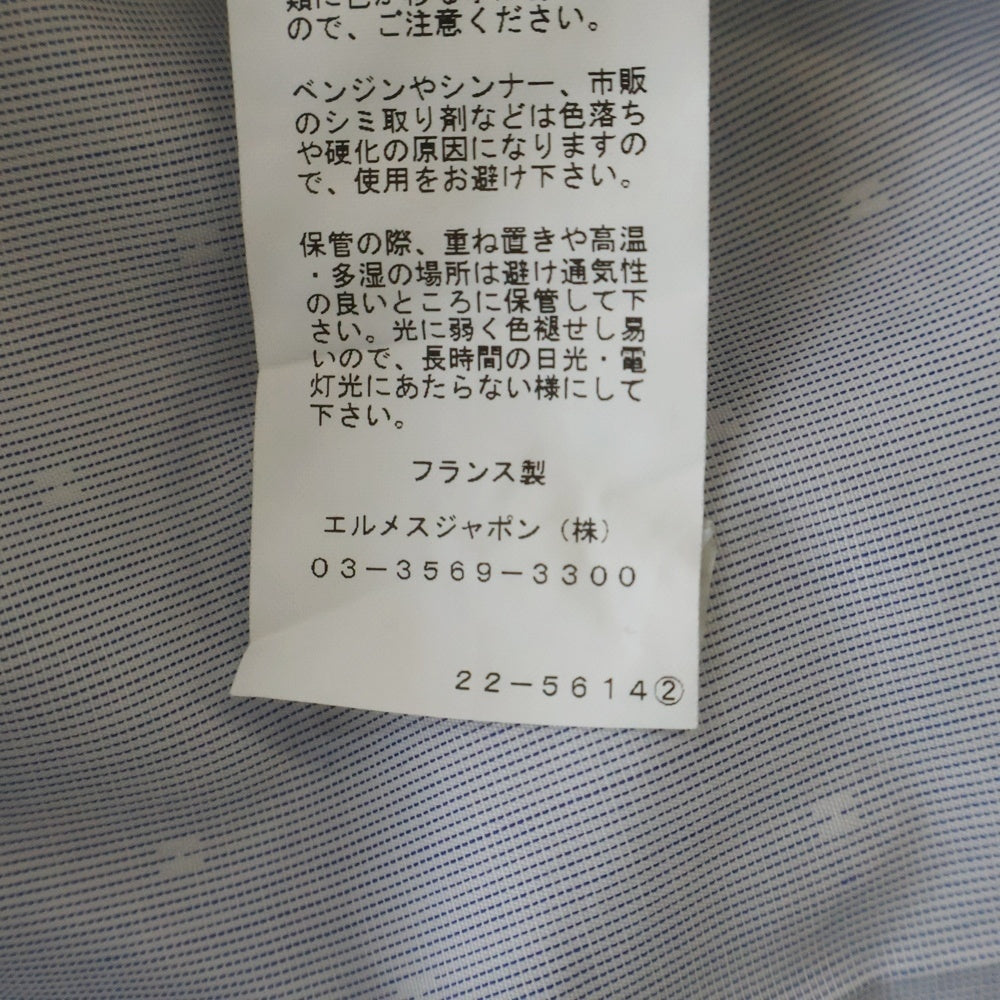 ので、ご注意ください。
ベンジンやシンナー、市販
のシミ取り剤などは色落ち
や硬化の原因になりますの
で、使用をお避け下さい。
保管の際、重ね置きや高温
・多湿の場所は避け通気性
の良いところに保管して下
さい。光に弱く色褪せし易
いので、長時間の日光・電
灯光にあたらない様にして
下さい。
フランス製
エルメスジャポン（株）
０３－３５６９－３３００
２２－５６１４②